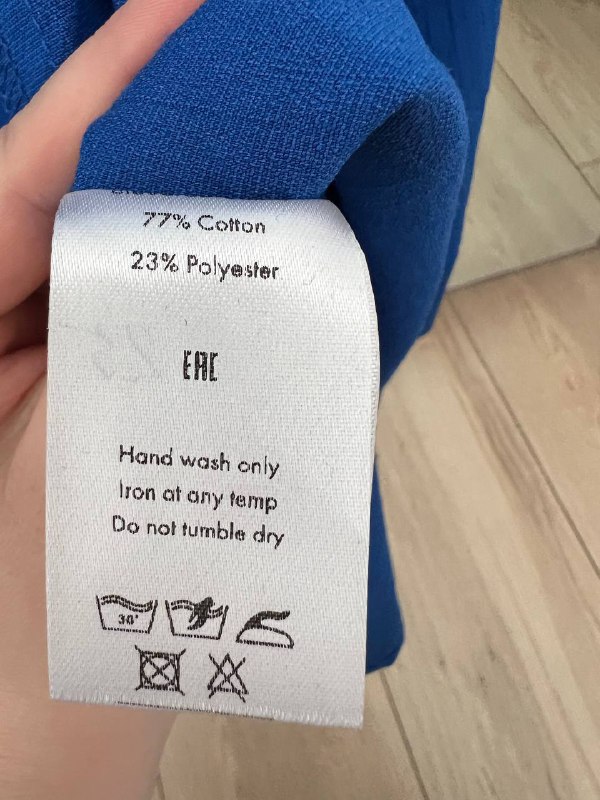 77% Cotton
23% Polyester
EAC
Hand wash only
Iron at any temp
Do not tumble dry
30°